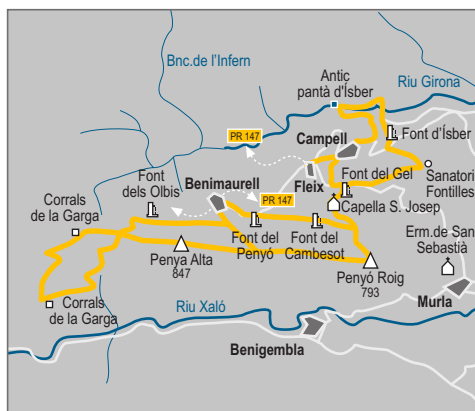 Bnc.de l'Infern
Antic
pantà d'Ísber
Riu Girona
PR 147
Campell
Font d'Ísber
Font
dels Olbis
Benimaurell
Fleix
Font del Gel
Sanatori
Fontilles
PR 147
Capella S. Josep
Corrals
de la Garga
Font del
Penyó
Font del
Cambesot
Erm.de San
Sebastià
Penya Alta
847
Penyó Roig
793
Corrals
de la Garga
Riu Xaló
Murla
Benigembla